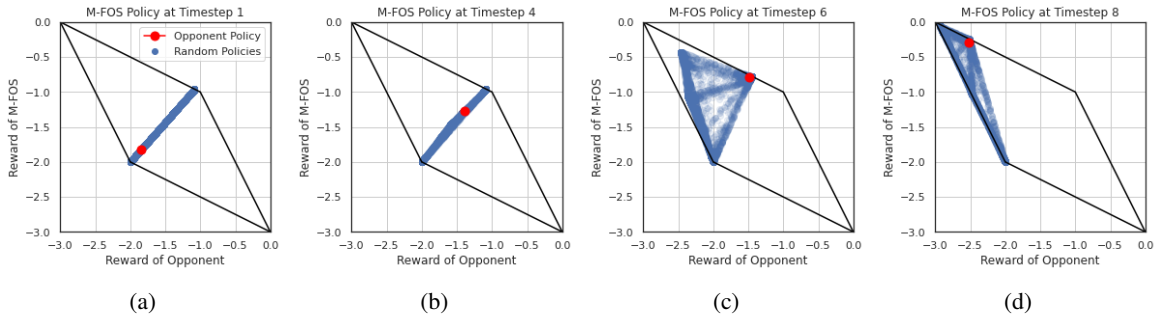 M-FOS Policy at Timestep 1
0.0
−0.5
−1.0
−1.5
−2.0
−2.5
−3.0
Reward of M-FOS
Opponent Policy
Random Policies
−3.0 −2.5 −2.0 −1.5 −1.0 −0.5 0.0
Reward of Opponent
(a)
M-FOS Policy at Timestep 4
0.0
−0.5
−1.0
−1.5
−2.0
−2.5
−3.0
Reward of M-FOS
−3.0 −2.5 −2.0 −1.5 −1.0 −0.5 0.0
Reward of Opponent
(b)
M-FOS Policy at Timestep 6
0.0
−0.5
−1.0
−1.5
−2.0
−2.5
−3.0
Reward of M-FOS
−3.0 −2.5 −2.0 −1.5 −1.0 −0.5 0.0
Reward of Opponent
(c)
M-FOS Policy at Timestep 8
0.0
−0.5
−1.0
−1.5
−2.0
−2.5
−3.0
Reward of M-FOS
−3.0 −2.5 −2.0 −1.5 −1.0 −0.5 0.0
Reward of Opponent
(d)